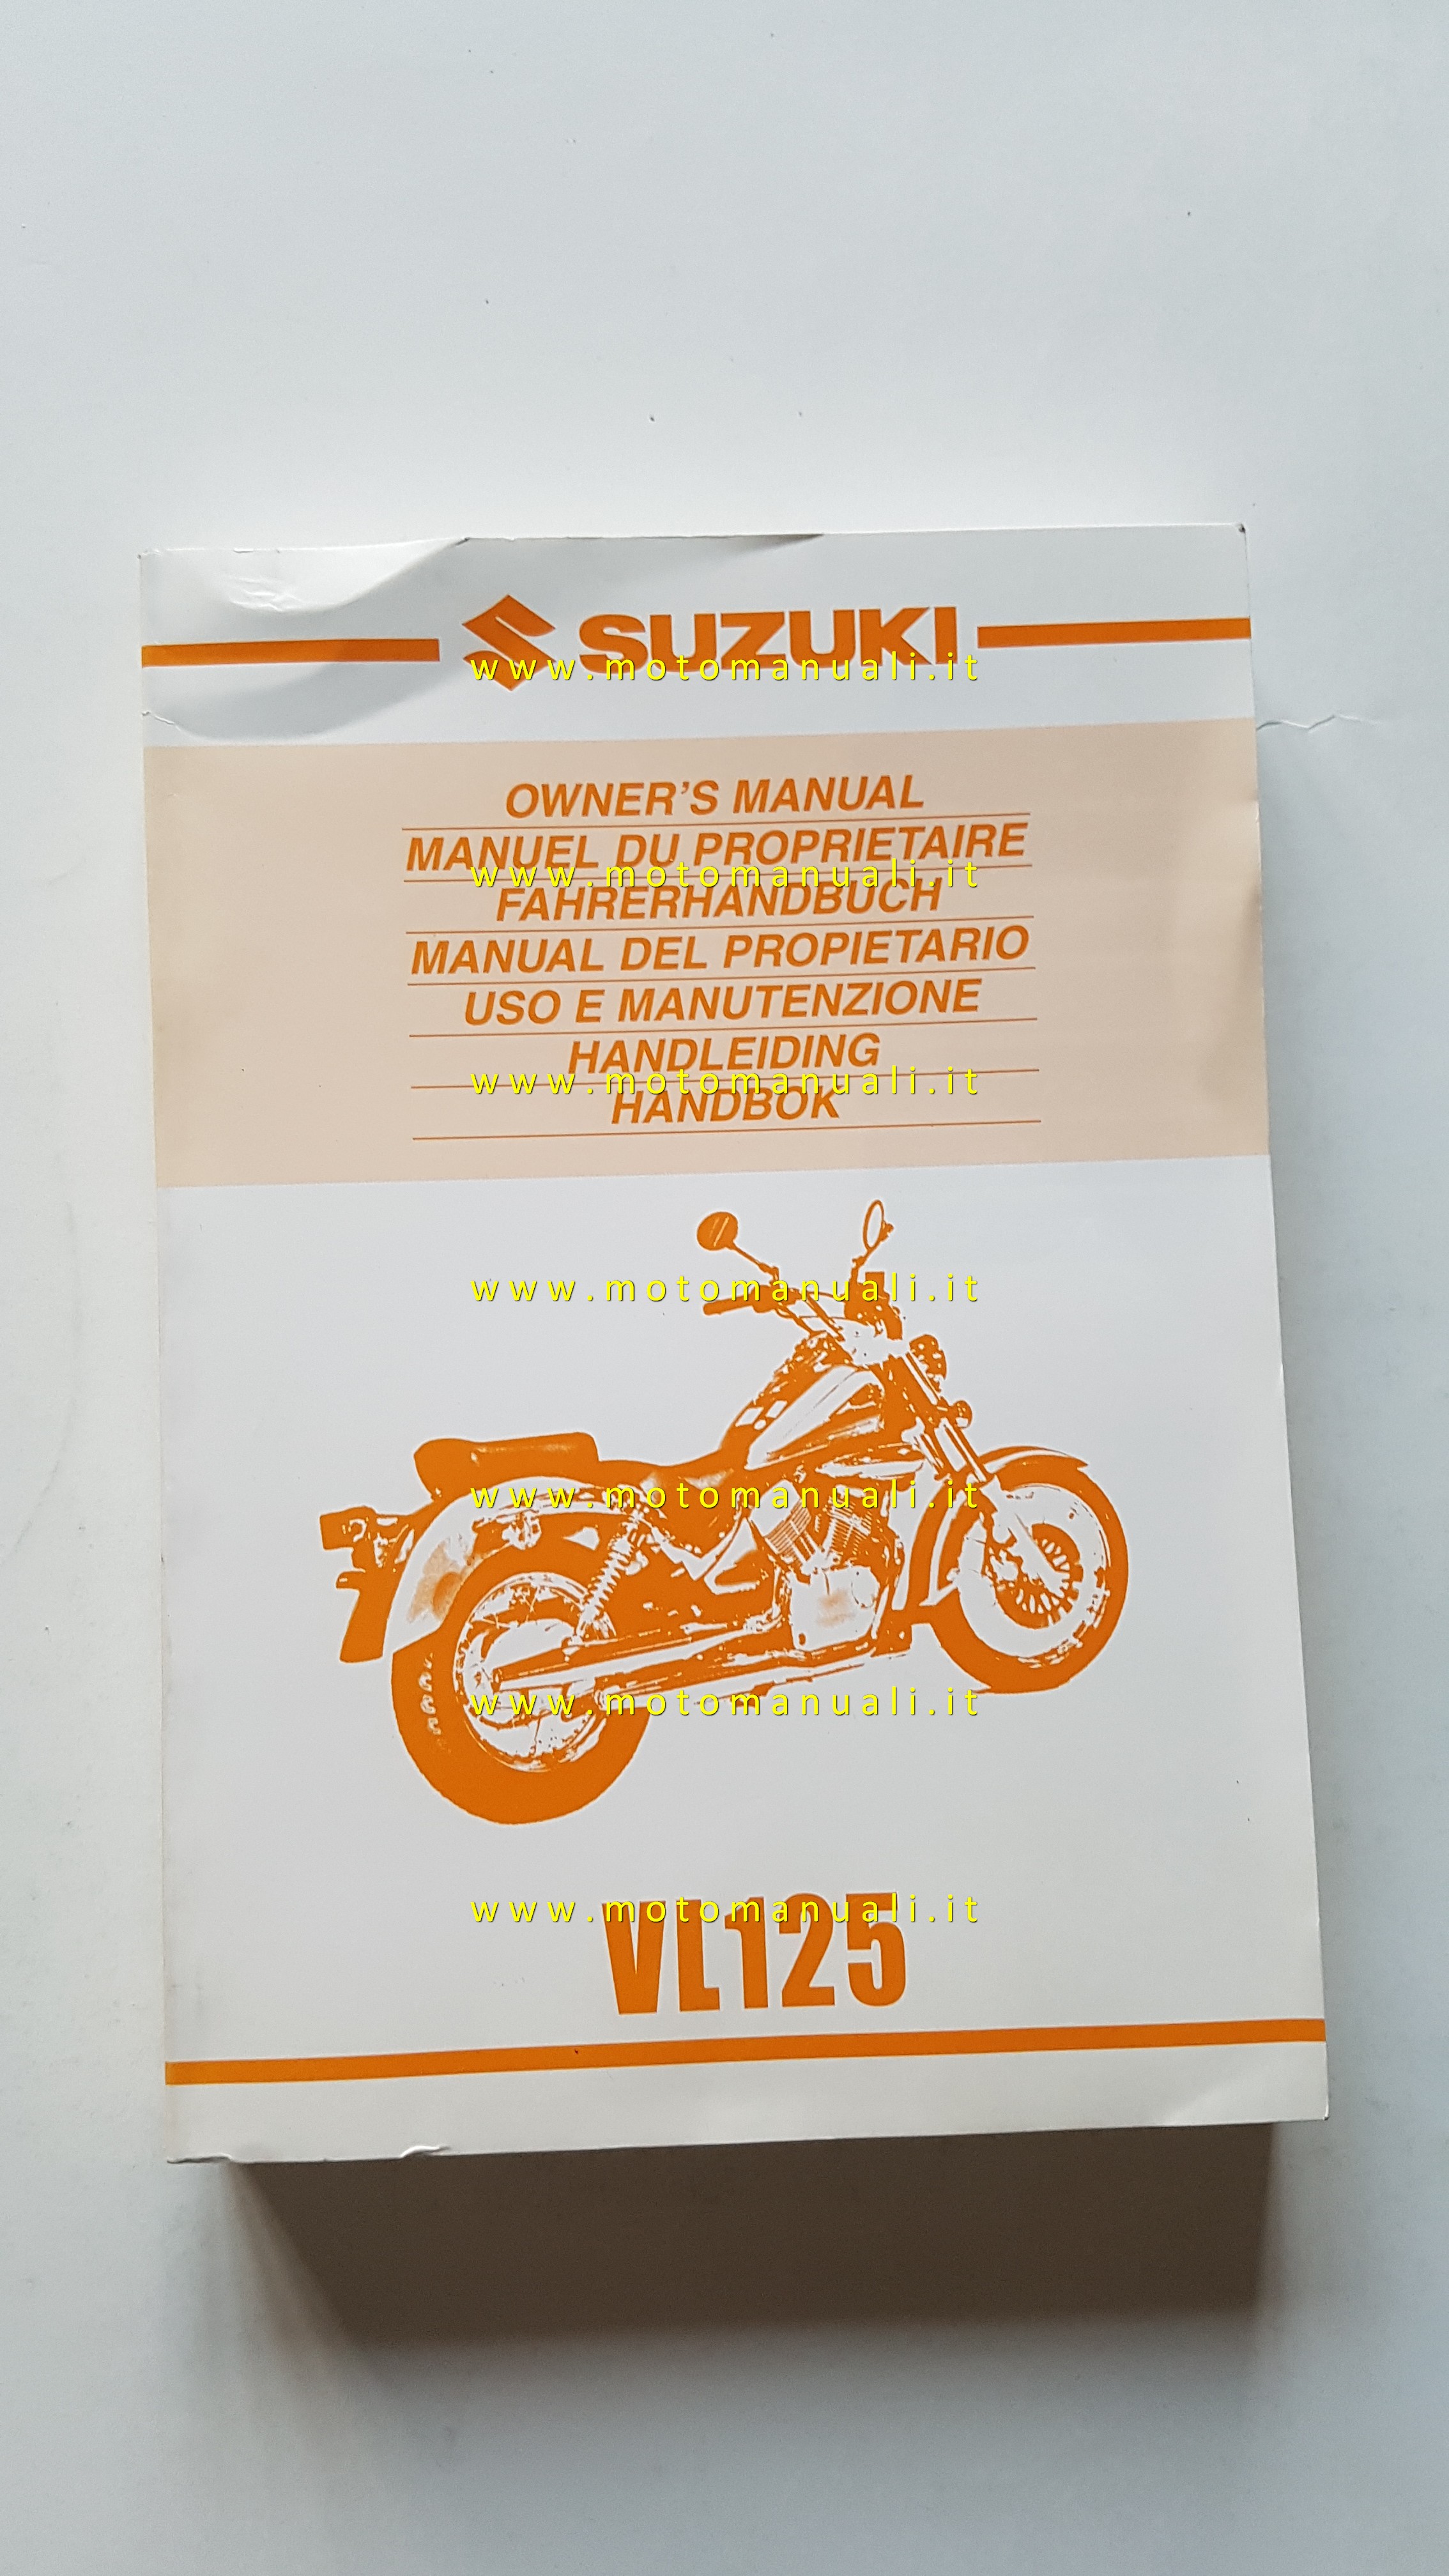 SUZUKI
www.motomanuali.it
OWNER'S MANUAL
MANUEL DU PROPRIETAIRE
www.motomanuali.it
FAHRERHANDBUCH
MANUAL DEL PROPIETARIO
USO E MANUTENZIONE
HANDLEIDING
www.motomanuali.it
HANDBOK
www.motomanuali.it
www.motomanuali.it
www.motomanuali.it
www.motomanuali.it
VL125